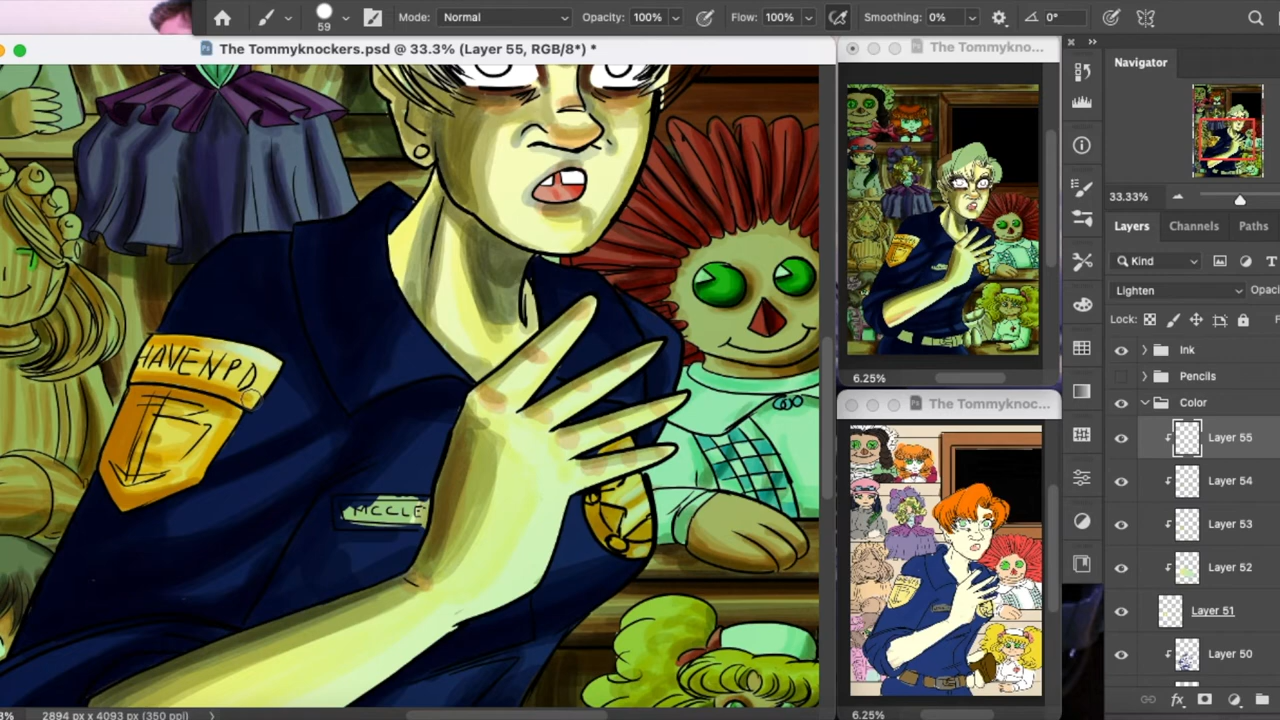 59
Mode: Normal
Opacity: 100%
Flow: 100%
Smoothing: 0%
0°
The Tommyknockers.psd @ 33.3% (Layer 55, RGB/8*) *
The Tommykno...
Navigator
33.33%
Layers Channels Paths
Kind
Lighten
Opaci
Lock:
Ink
Pencils
Color
Layer 55
Layer 54
Layer 53
Layer 52
Layer 51
Layer 50
fx
6.25%
The Tommyknoc...
6.25%
HAVEN P.D.
MCCLE
3% 2894 px x 4093 px (350 ppi)